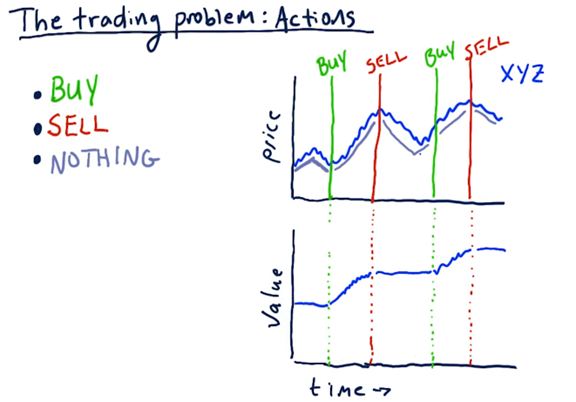 The trading problem: Actions
• BUY
• SELL
• NOTHING
BUY SELL BUY SELL
XYZ
price
Value
time →